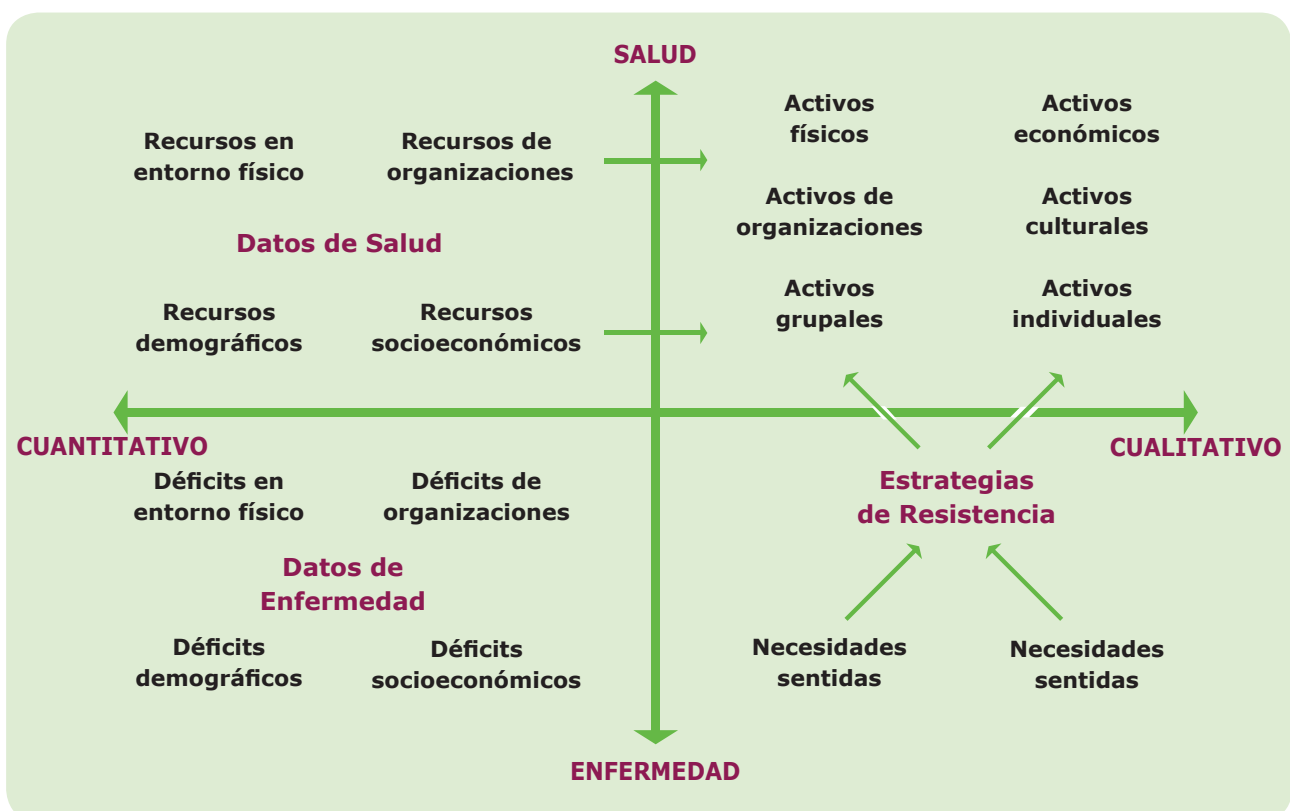 SALUD
Recursos en
entorno físico
Recursos de
organizaciones
Activos
físicos
Activos
económicos
Datos de Salud
Activos de
organizaciones
Activos
culturales
Recursos
demográficos
Recursos
socioeconómicos
Activos
grupales
Activos
individuales
CUANTITATIVO
CUALITATIVO
Déficits en
entorno físico
Déficits de
organizaciones
Estrategias
de Resistencia
Datos de
Enfermedad
Déficits
demográficos
Déficits
socioeconómicos
Necesidades
sentidas
Necesidades
sentidas
ENFERMEDAD